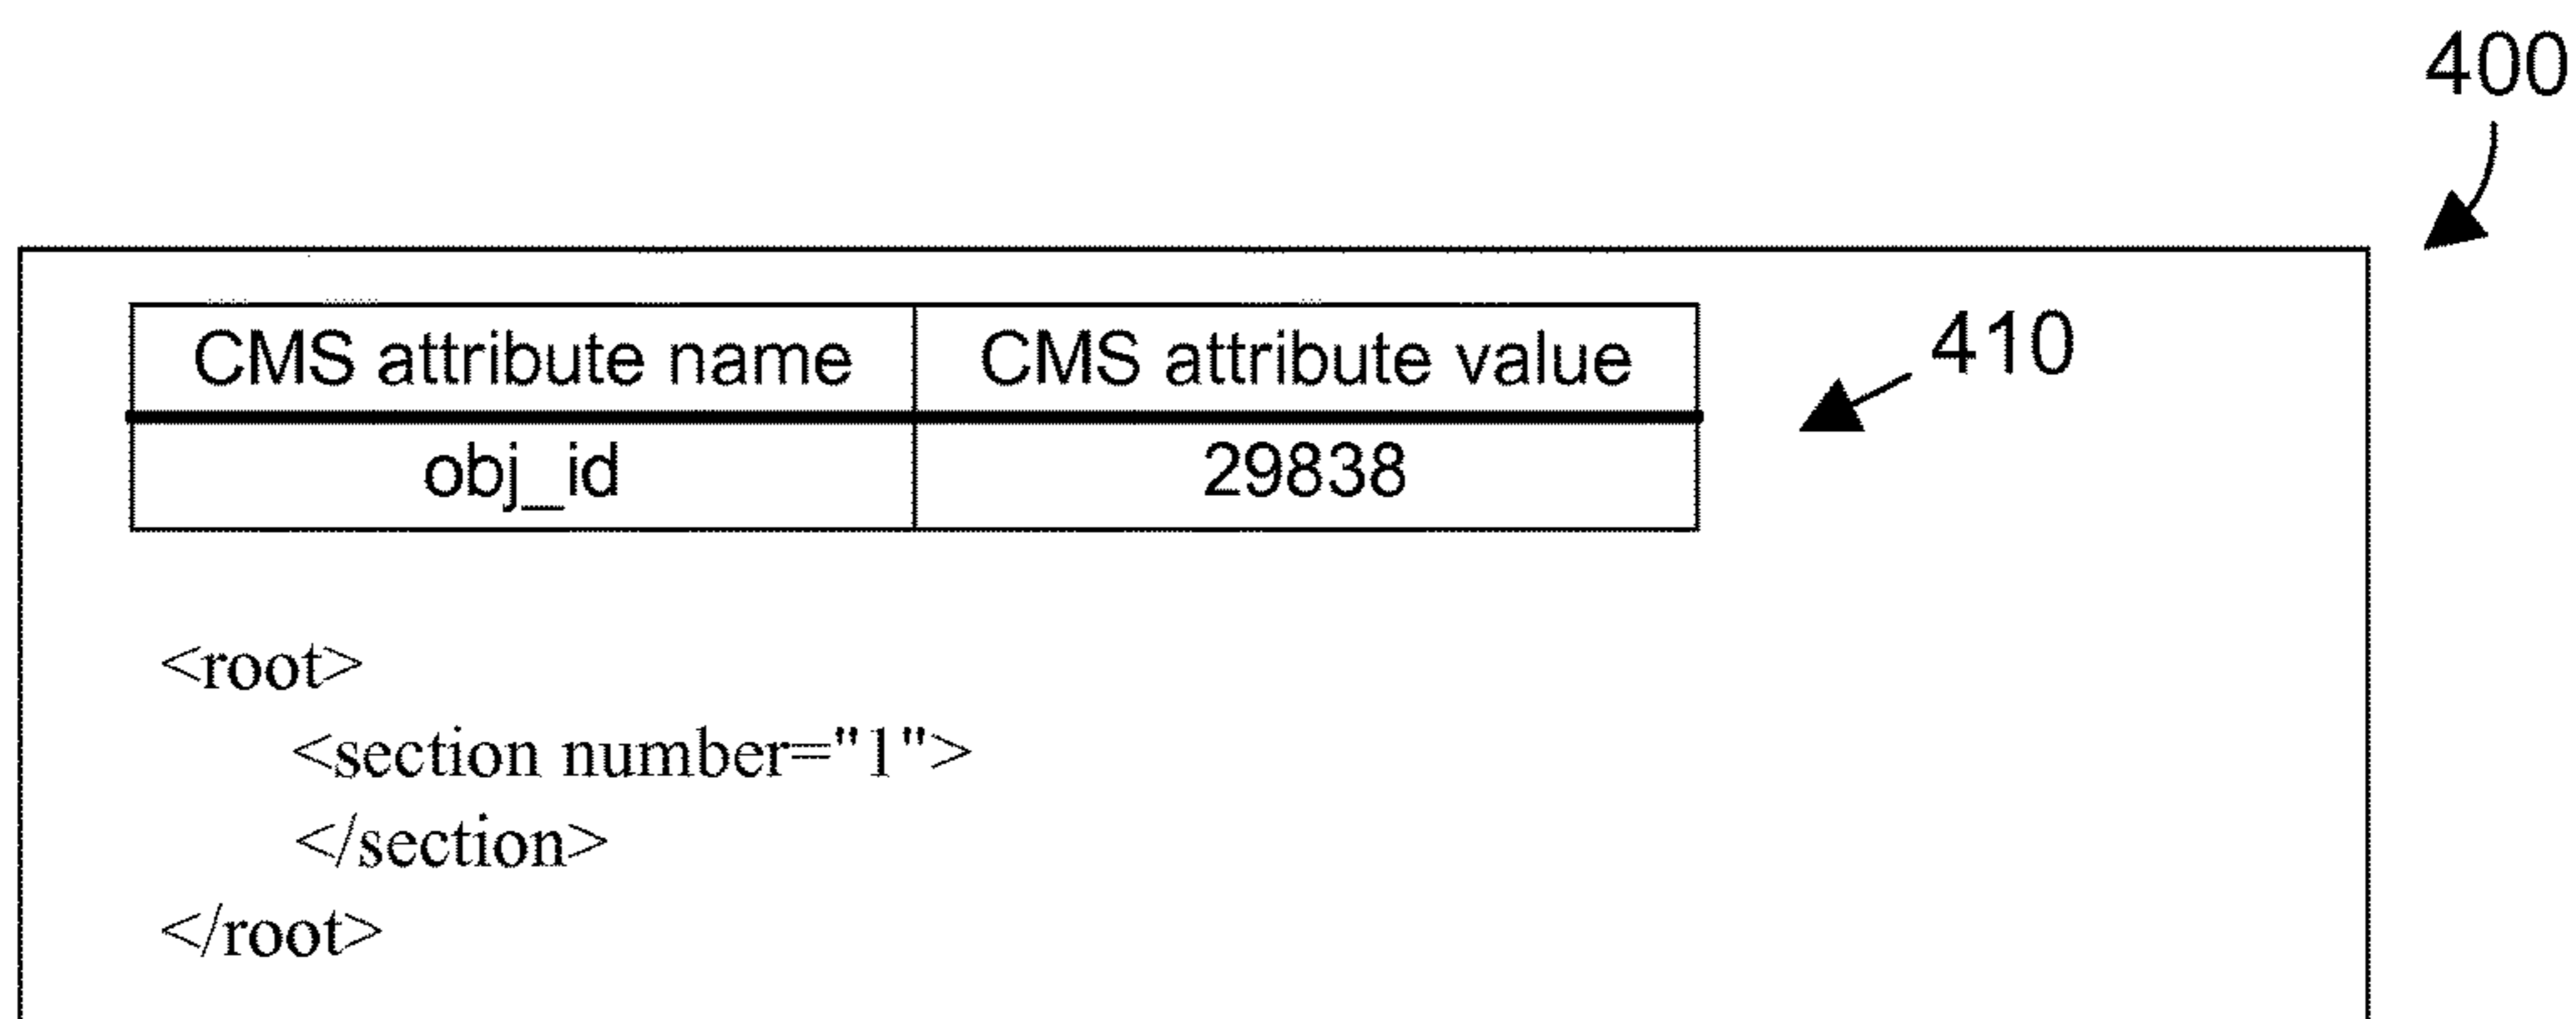 400
CMS attribute name CMS attribute value
410
obj_id 29838
<root>
<section number="1">
</section>
</root>